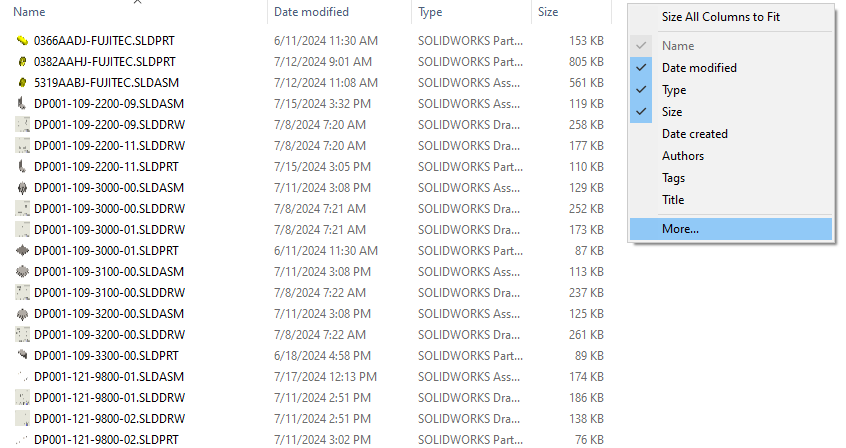 Name Date modified Type Size
0366AADJ-FUJITEC.SLDPRT 6/11/2024 11:30 AM SOLIDWORKS Part... 153 KB
0382AAHJ-FUJITEC.SLDPRT 7/12/2024 9:01 AM SOLIDWORKS Part... 805 KB
5319AABJ-FUJITEC.SLDASM 7/12/2024 11:08 AM SOLIDWORKS Ass... 561 KB
DP001-109-2200-09.SLDASM 7/15/2024 3:32 PM SOLIDWORKS Ass... 119 KB
DP001-109-2200-09.SLDDRW 7/8/2024 7:20 AM SOLIDWORKS Dra... 258 KB
DP001-109-2200-11.SLDDRW 7/8/2024 7:20 AM SOLIDWORKS Dra... 177 KB
DP001-109-2200-11.SLDPRT 7/15/2024 3:05 PM SOLIDWORKS Part... 110 KB
DP001-109-3000-00.SLDASM 7/11/2024 3:08 PM SOLIDWORKS Ass... 129 KB
DP001-109-3000-00.SLDDRW 7/8/2024 7:21 AM SOLIDWORKS Dra... 252 KB
DP001-109-3000-01.SLDDRW 7/8/2024 7:21 AM SOLIDWORKS Dra... 173 KB
DP001-109-3000-01.SLDPRT 6/11/2024 11:30 AM SOLIDWORKS Part... 87 KB
DP001-109-3100-00.SLDASM 7/11/2024 3:08 PM SOLIDWORKS Ass... 113 KB
DP001-109-3100-00.SLDDRW 7/8/2024 7:22 AM SOLIDWORKS Dra... 237 KB
DP001-109-3200-00.SLDASM 7/11/2024 3:08 PM SOLIDWORKS Ass... 125 KB
DP001-109-3200-00.SLDDRW 7/8/2024 7:22 AM SOLIDWORKS Dra... 261 KB
DP001-109-3300-00.SLDPRT 6/18/2024 4:58 PM SOLIDWORKS Part... 89 KB
DP001-121-9800-01.SLDASM 7/17/2024 12:13 PM SOLIDWORKS Ass... 174 KB
DP001-121-9800-01.SLDDRW 7/11/2024 2:51 PM SOLIDWORKS Dra... 186 KB
DP001-121-9800-02.SLDDRW 7/11/2024 2:51 PM SOLIDWORKS Dra... 138 KB
DP001-121-9800-02.SLDPRT 7/11/2024 3:02 PM SOLIDWORKS Part... 76 KB
Size All Columns to Fit
Name
Date modified
Type
Size
Date created
Authors
Tags
Title
More...